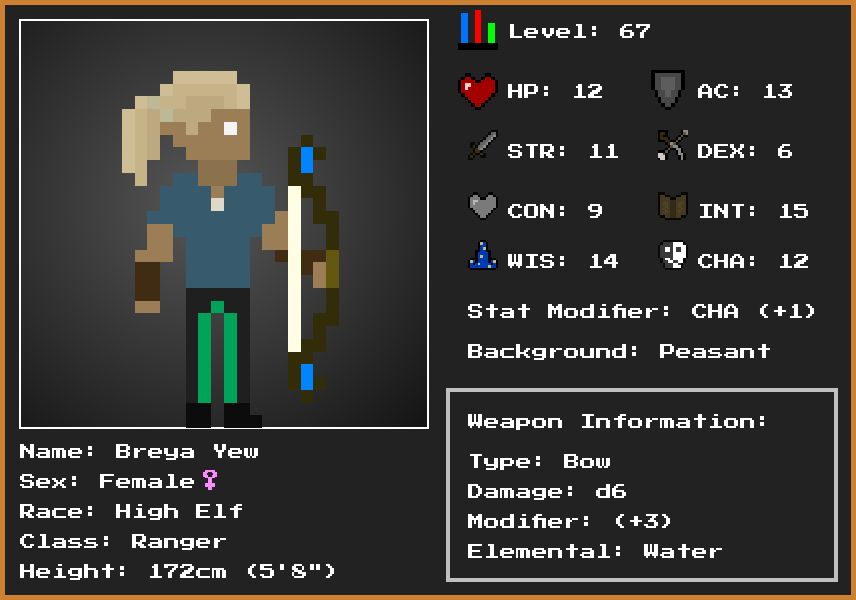 Level: 67
HP: 12 AC: 13
STR: 11 DEX: 6
CON: 9 INT: 15
WIS: 14 CHA: 12
Stat Modifier: CHA (+1)
Background: Peasant
Name: Breya Yew
Sex: Female♀
Race: High Elf
Class: Ranger
Height: 172cm (5'8")
Weapon Information:
Type: Bow
Damage: d6
Modifier: (+3)
Elemental: Water